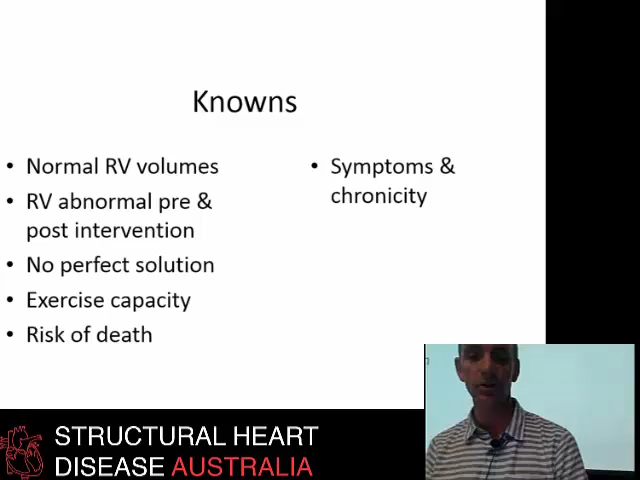 Knowns
• Normal RV volumes
• RV abnormal pre &
post intervention
• No perfect solution
• Exercise capacity
• Risk of death
• Symptoms &
chronicity
STRUCTURAL HEART
DISEASE AUSTRALIA